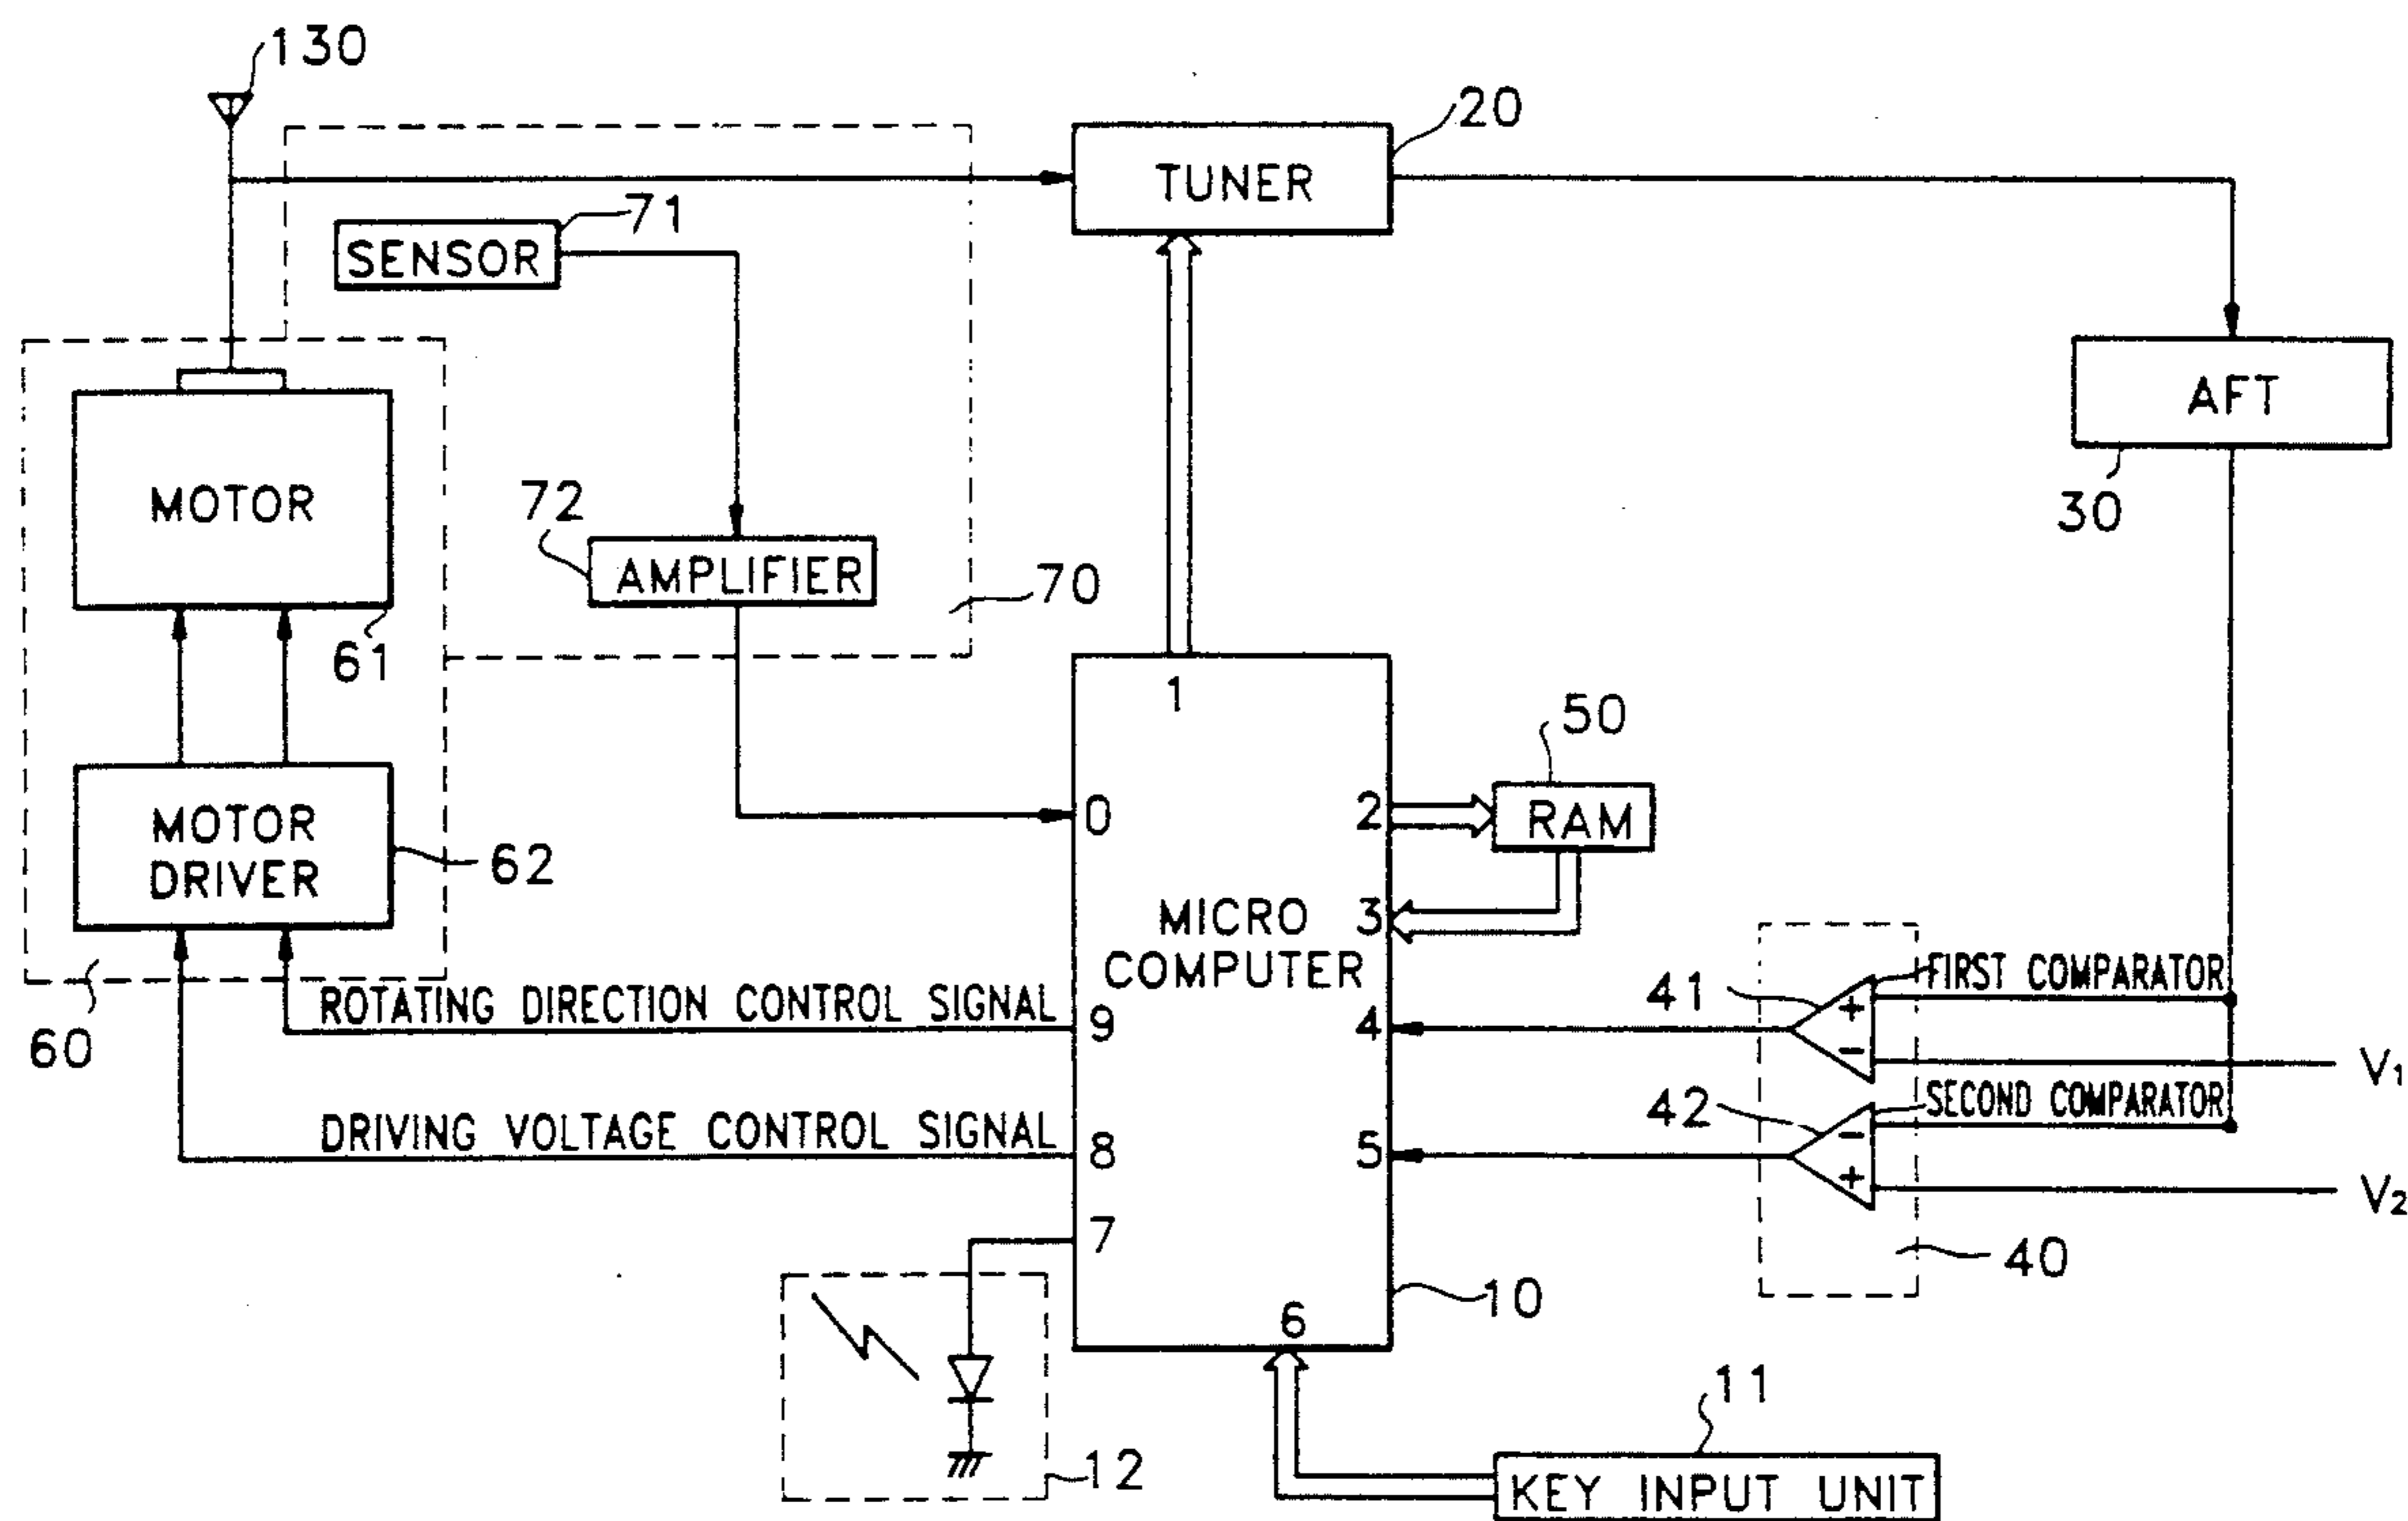 130
20
TUNER
71
SENSOR
AFT
30
MOTOR
72
AMPLIFIER
70
61
1
50
MOTOR
DRIVER
62
0
2
RAM
3
MICRO
COMPUTER
FIRST COMPARATOR
41
+
−
ROTATING DIRECTION CONTROL SIGNAL
9
4
60
V1
SECOND COMPARATOR
42
−
+
DRIVING VOLTAGE CONTROL SIGNAL
8
5
V2
7
40
10
6
12
11
KEY INPUT UNIT